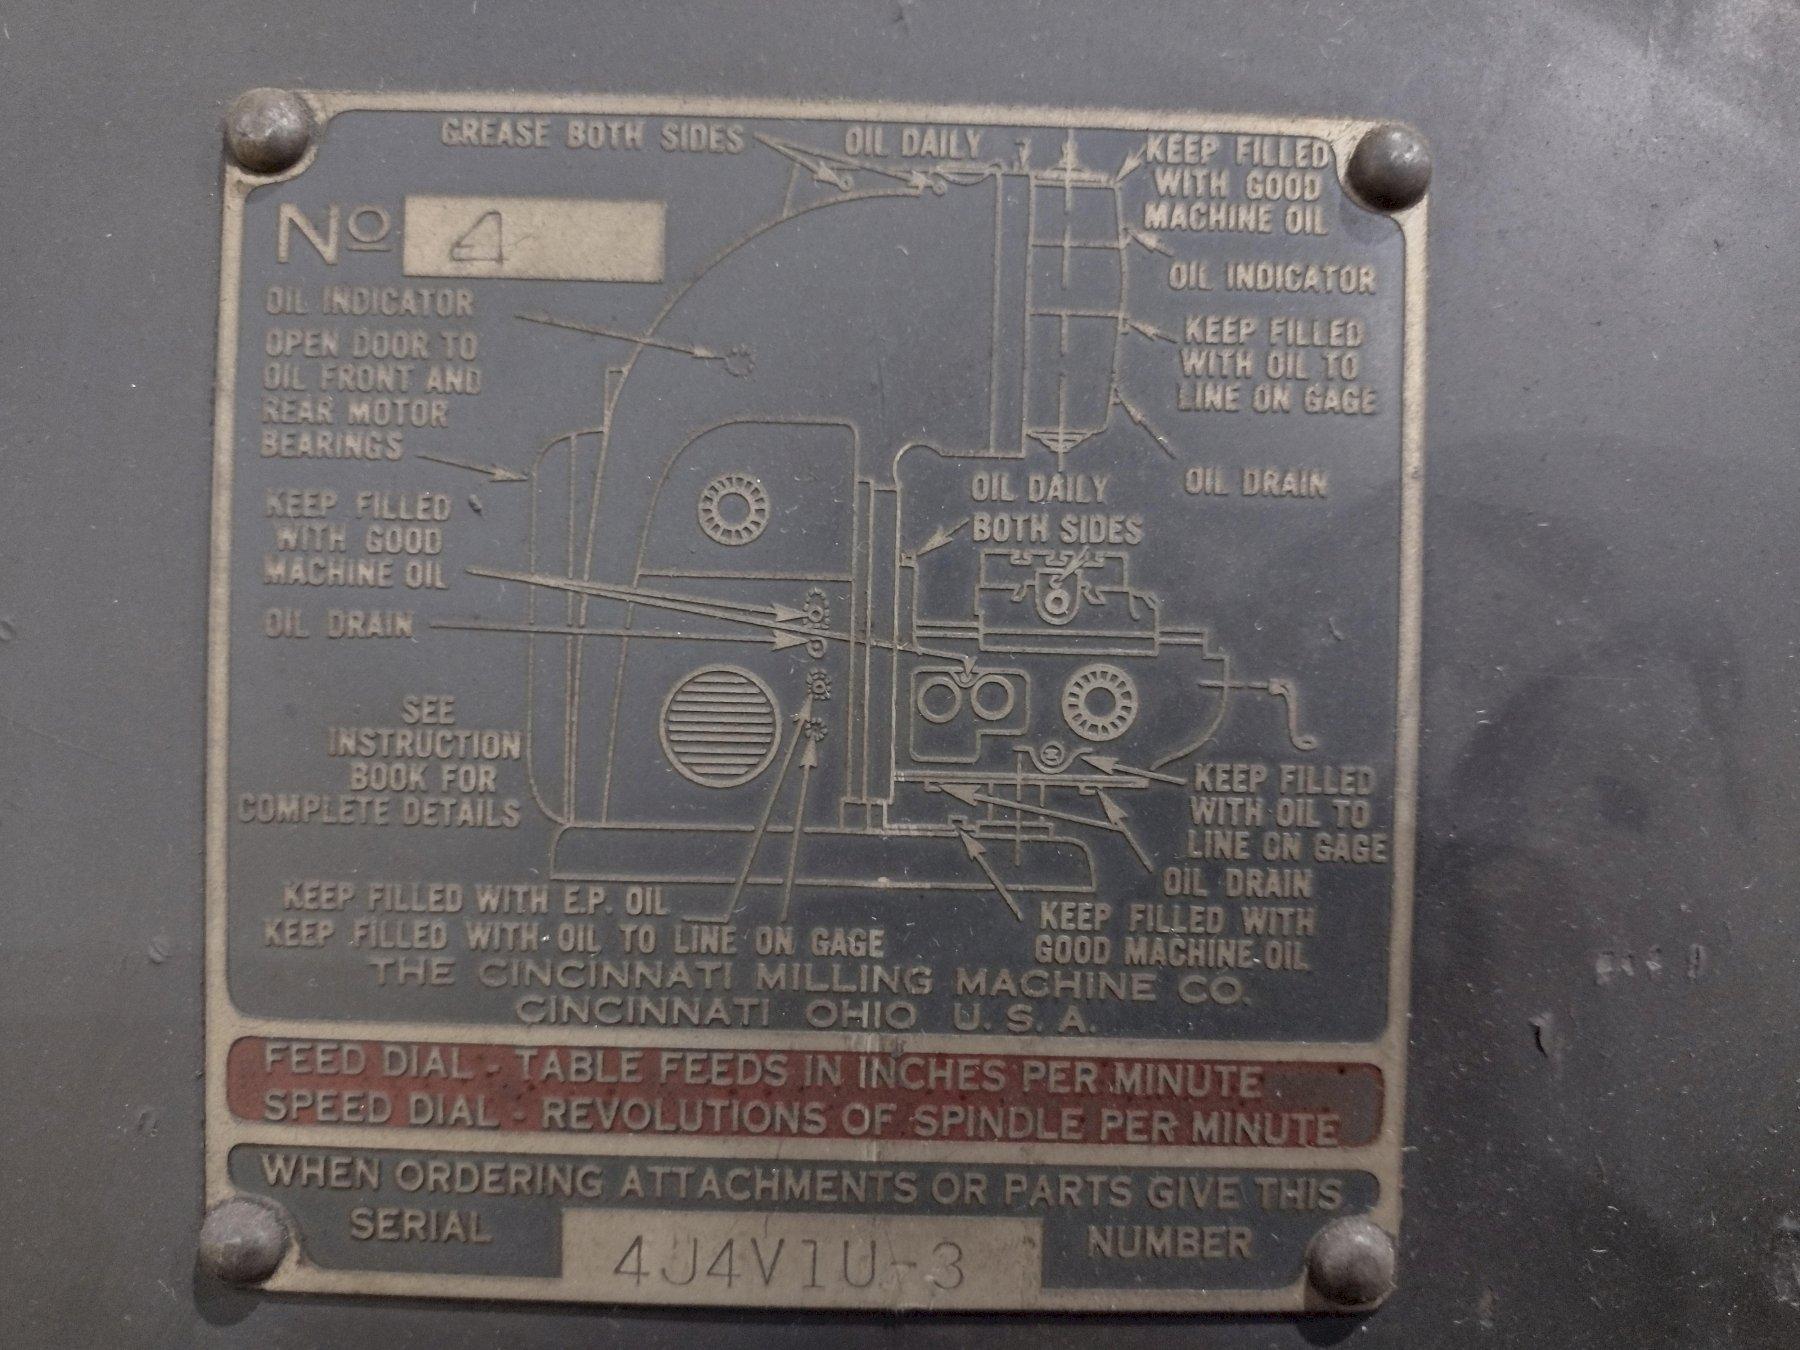 GREASE BOTH SIDES
OIL DAILY
KEEP FILLED
WITH GOOD
MACHINE OIL
No 4
OIL INDICATOR
OIL INDICATOR
OPEN DOOR TO
OIL FRONT AND
REAR MOTOR
BEARINGS
KEEP FILLED
WITH OIL TO
LINE ON GAGE
OIL DRAIN
KEEP FILLED
WITH GOOD
MACHINE OIL
OIL DAILY
BOTH SIDES
OIL DRAIN
SEE
INSTRUCTION
BOOK FOR
COMPLETE DETAILS
KEEP FILLED
WITH OIL TO
LINE ON GAGE
OIL DRAIN
KEEP FILLED WITH E.P. OIL
KEEP FILLED WITH OIL TO LINE ON GAGE
KEEP FILLED WITH
GOOD MACHINE OIL
THE CINCINNATI MILLING MACHINE CO.
CINCINNATI OHIO U.S.A.
FEED DIAL - TABLE FEEDS IN INCHES PER MINUTE
SPEED DIAL - REVOLUTIONS OF SPINDLE PER MINUTE
WHEN ORDERING ATTACHMENTS OR PARTS GIVE THIS
SERIAL 4J4V1U-3 NUMBER